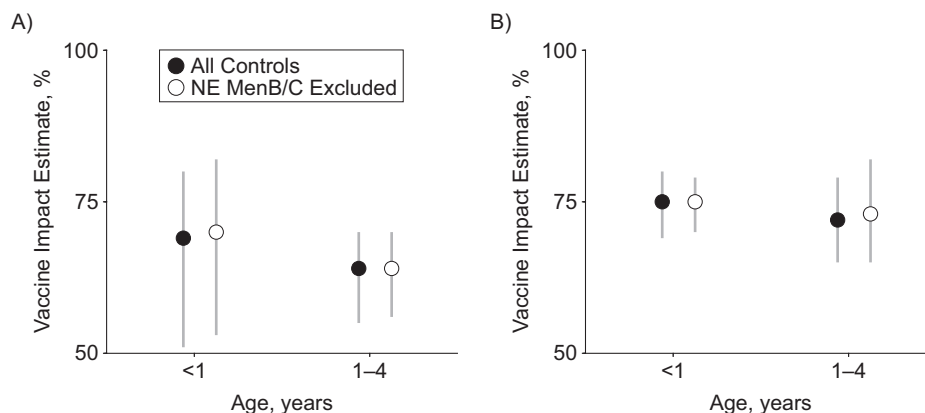 A)
100
75
50
Vaccine Impact Estimate, %
All Controls
NE MenB/C Excluded
<1
1–4
Age, years
B)
100
75
50
Vaccine Impact Estimate, %
<1
1–4
Age, years